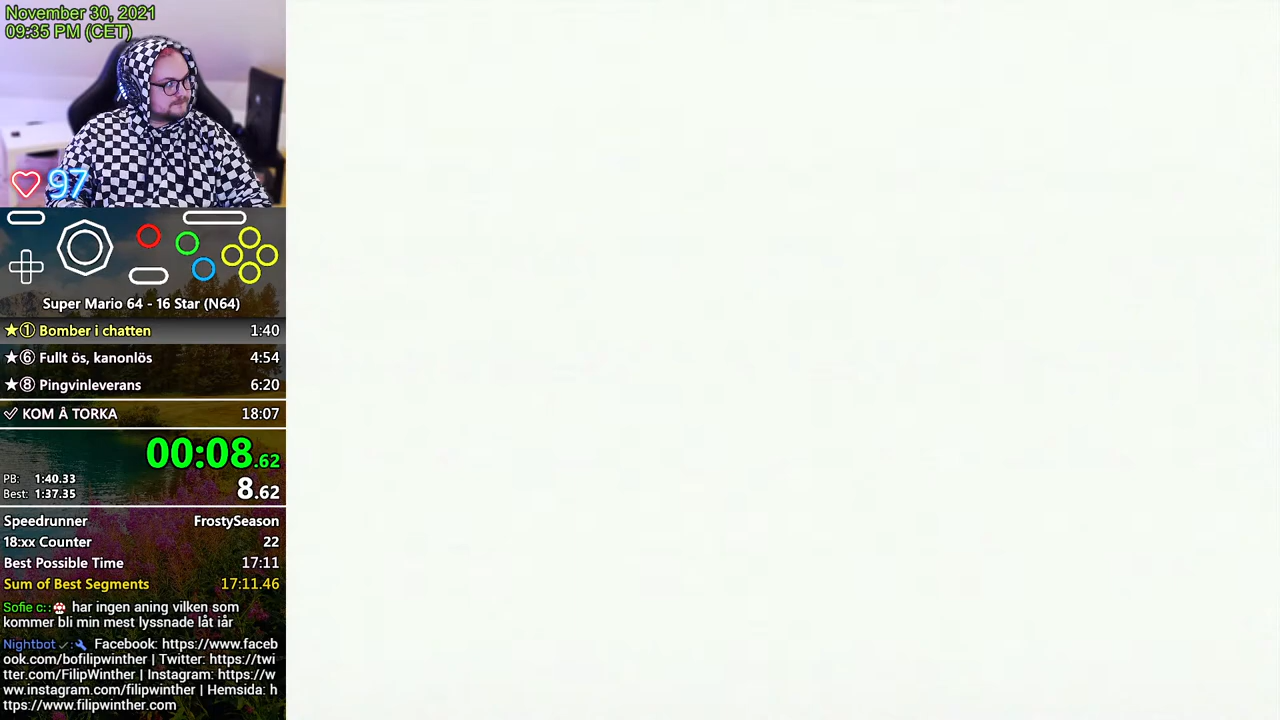 November 30, 2021
09:35 PM (CET)
97
Super Mario 64 - 16 Star (N64)
★① Bomber i chatten 1:40
★⑥ Fullt ös, kanonlös 4:54
★⑧ Pingvinleverans 6:20
✓ KOM Å TORKA 18:07
00:08.62
PB: 1:40.33
Best: 1:37.35
8.62
Speedrunner FrostySeason
18:xx Counter 22
Best Possible Time 17:11
Sum of Best Segments 17:11.46
Sofie c:: har ingen aning vilken som
kommer bli min mest lyssnade låt iår
Nightbot ✓: Facebook: https://www.faceb
ook.com/bofilipwinther | Twitter: https://twi
tter.com/FilipWinther | Instagram: https://w
ww.instagram.com/filipwinther | Hemsida: h
ttps://www.filipwinther.com